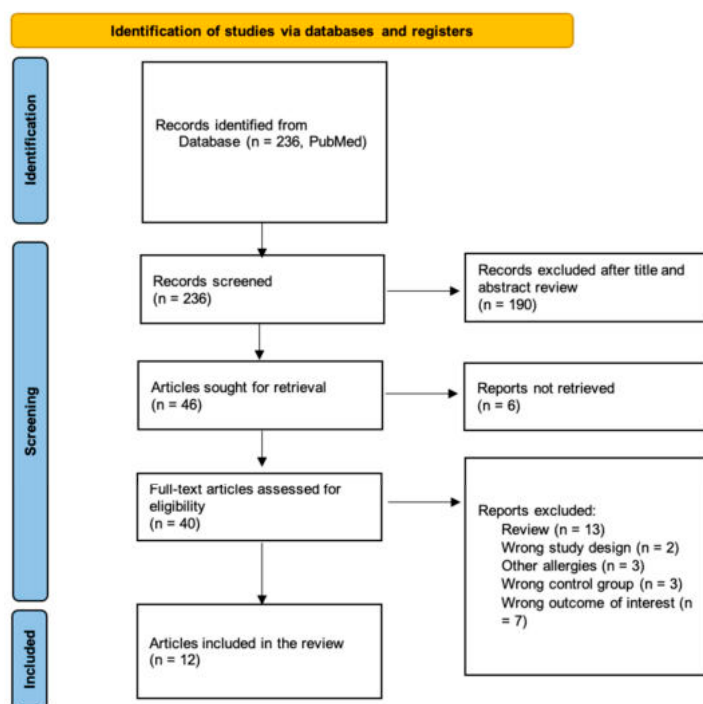 Identification of studies via databases and registers
Identification
Records identified from
Database (n = 236, PubMed)
Screening
Records screened
(n = 236)
Records excluded after title and
abstract review
(n = 190)
Articles sought for retrieval
(n = 46)
Reports not retrieved
(n = 6)
Full-text articles assessed for
eligibility
(n = 40)
Reports excluded:
Review (n = 13)
Wrong study design (n = 2)
Other allergies (n = 3)
Wrong control group (n = 3)
Wrong outcome of interest (n
= 7)
Included
Articles included in the review
(n = 12)